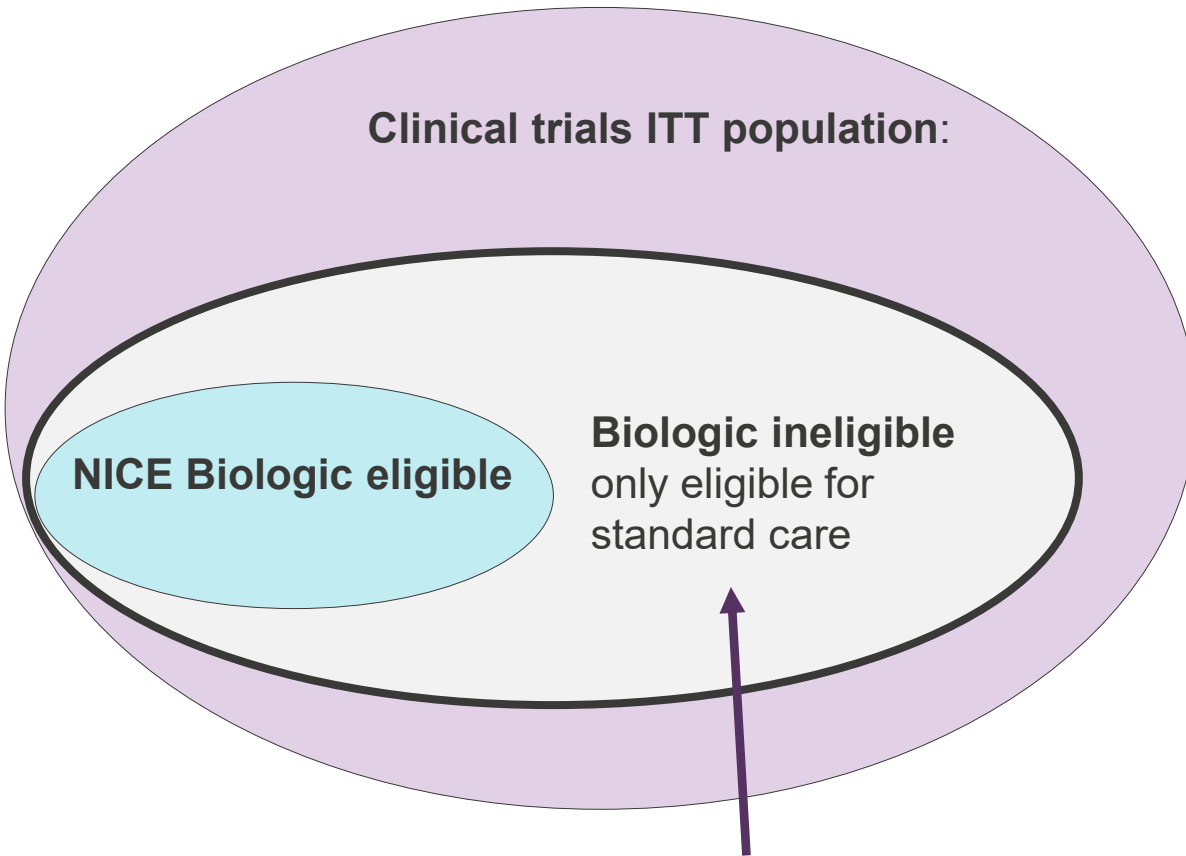 Clinical trials ITT population:
NICE Biologic eligible
Biologic ineligible
only eligible for
standard care